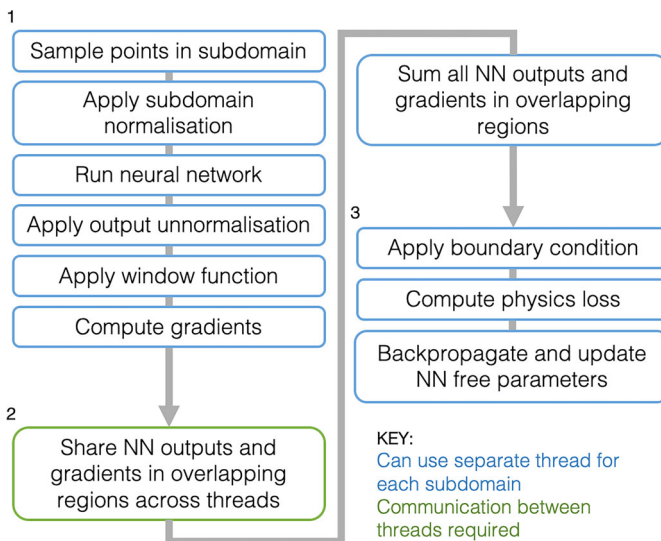 1
Sample points in subdomain
Apply subdomain
normalisation
Run neural network
Apply output unnormalisation
Apply window function
Compute gradients
2
Share NN outputs and
gradients in overlapping
regions across threads
Sum all NN outputs and
gradients in overlapping
regions
3
Apply boundary condition
Compute physics loss
Backpropagate and update
NN free parameters
KEY:
Can use separate thread for
each subdomain
Communication between
threads required